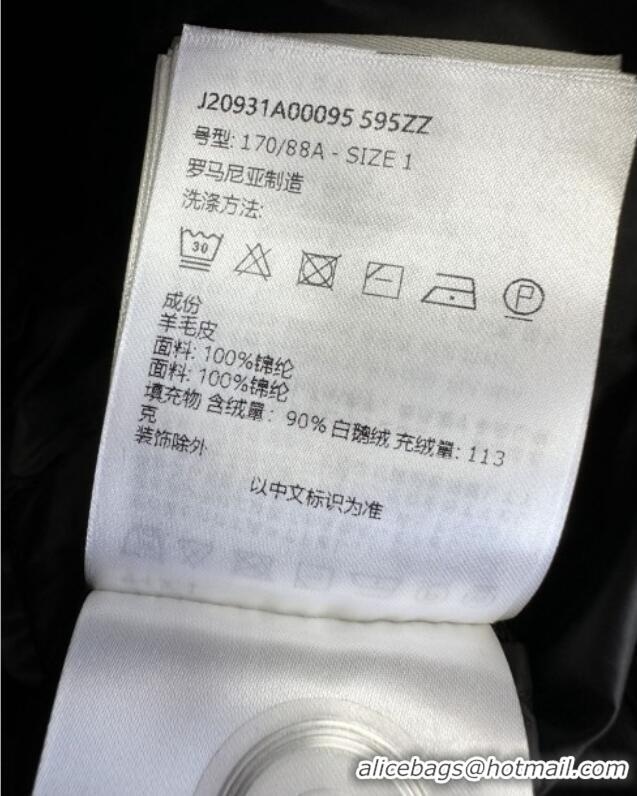 J20931A00095 595ZZ
号型: 170/88A - SIZE 1
罗马尼亚制造
洗涤方法:
30
P
成份
羊毛皮
面料: 100%锦纶
面料: 100%锦纶
填充物 含绒量: 90% 白鹅绒 充绒量: 113
克
装饰除外
以中文标识为准
alicebags@hotmail.com